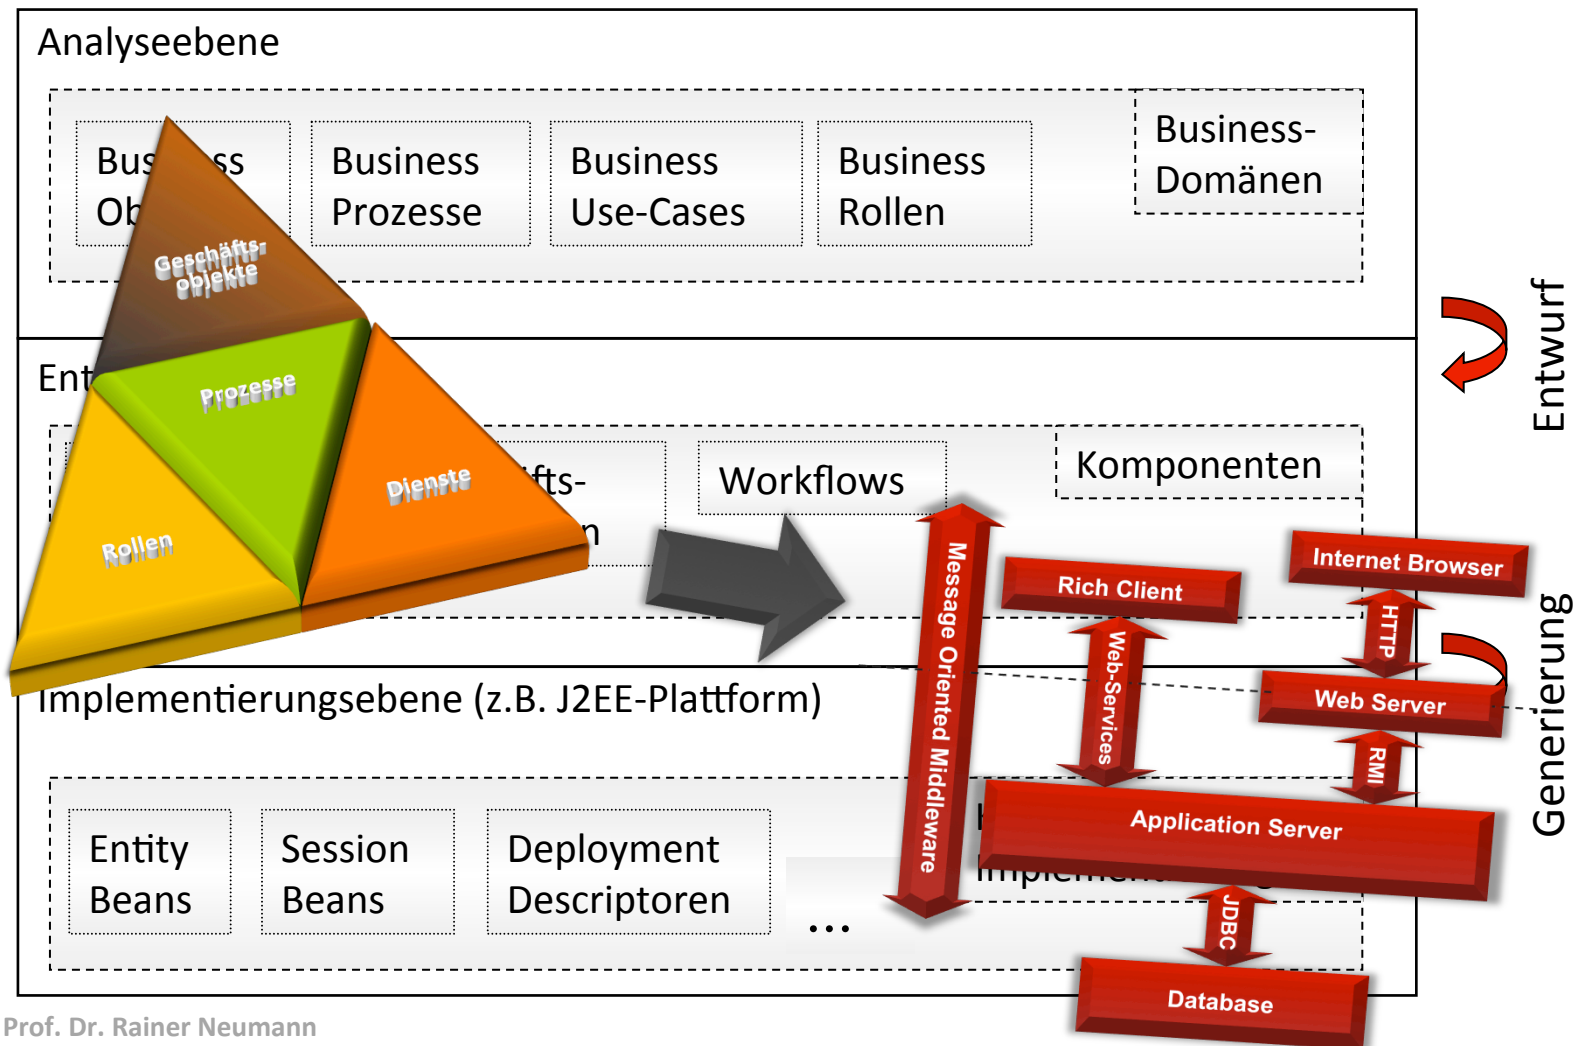 Analyseebene
Business
Prozesse
Business
Use-Cases
Business
Rollen
Business-
Domänen
Geschäfts-
objekte
Prozesse
Dienste
Rollen
Workflows
Komponenten
Entwurf
Message Oriented Middleware
Rich Client
Internet Browser
Web-Services
HTTP
Web Server
RMI
Generierung
Implementierungsebene (z.B. J2EE-Plattform)
Entity
Beans
Session
Beans
Deployment
Descriptoren
...
Application Server
JDBC
Database
Prof. Dr. Rainer Neumann